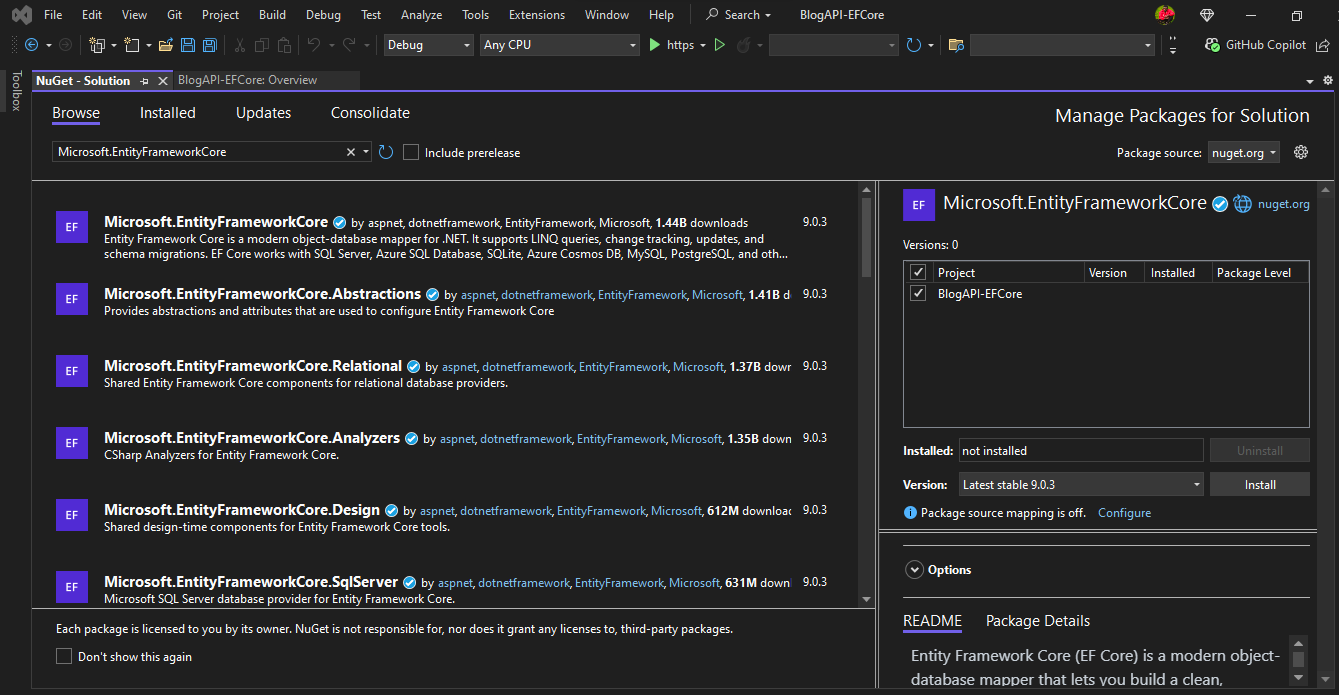 File Edit View Git Project Build Debug Test Analyze Tools Extensions Window Help Search BlogAPI-EFCore
Debug Any CPU https GitHub Copilot
Toolbox
NuGet - Solution BlogAPI-EFCore: Overview
Browse Installed Updates Consolidate
Manage Packages for Solution
Microsoft.EntityFrameworkCore Include prerelease
Package source: nuget.org
EF Microsoft.EntityFrameworkCore by aspnet, dotnetframework, EntityFramework, Microsoft, 1.44B downloads 9.0.3
Entity Framework Core is a modern object-database mapper for .NET. It supports LINQ queries, change tracking, updates, and
schema migrations. EF Core works with SQL Server, Azure SQL Database, SQLite, Azure Cosmos DB, MySQL, PostgreSQL, and oth...
EF Microsoft.EntityFrameworkCore.Abstractions by aspnet, dotnetframework, EntityFramework, Microsoft, 1.41B d 9.0.3
Provides abstractions and attributes that are used to configure Entity Framework Core
EF Microsoft.EntityFrameworkCore.Relational by aspnet, dotnetframework, EntityFramework, Microsoft, 1.37B dowr 9.0.3
Shared Entity Framework Core components for relational database providers.
EF Microsoft.EntityFrameworkCore.Analyzers by aspnet, dotnetframework, EntityFramework, Microsoft, 1.35B down 9.0.3
CSharp Analyzers for Entity Framework Core.
EF Microsoft.EntityFrameworkCore.Design by aspnet, dotnetframework, EntityFramework, Microsoft, 612M downloac 9.0.3
Shared design-time components for Entity Framework Core tools.
EF Microsoft.EntityFrameworkCore.SqlServer by aspnet, dotnetframework, EntityFramework, Microsoft, 631M downl 9.0.3
Microsoft SQL Server database provider for Entity Framework Core.
Each package is licensed to you by its owner. NuGet is not responsible for, nor does it grant any licenses to, third-party packages.
Don't show this again
EF Microsoft.EntityFrameworkCore nuget.org
Versions: 0
Project Version Installed Package Level
BlogAPI-EFCore
Installed: not installed Uninstall
Version: Latest stable 9.0.3 Install
Package source mapping is off. Configure
Options
README Package Details
Entity Framework Core (EF Core) is a modern object-
database mapper that lets you build a clean,